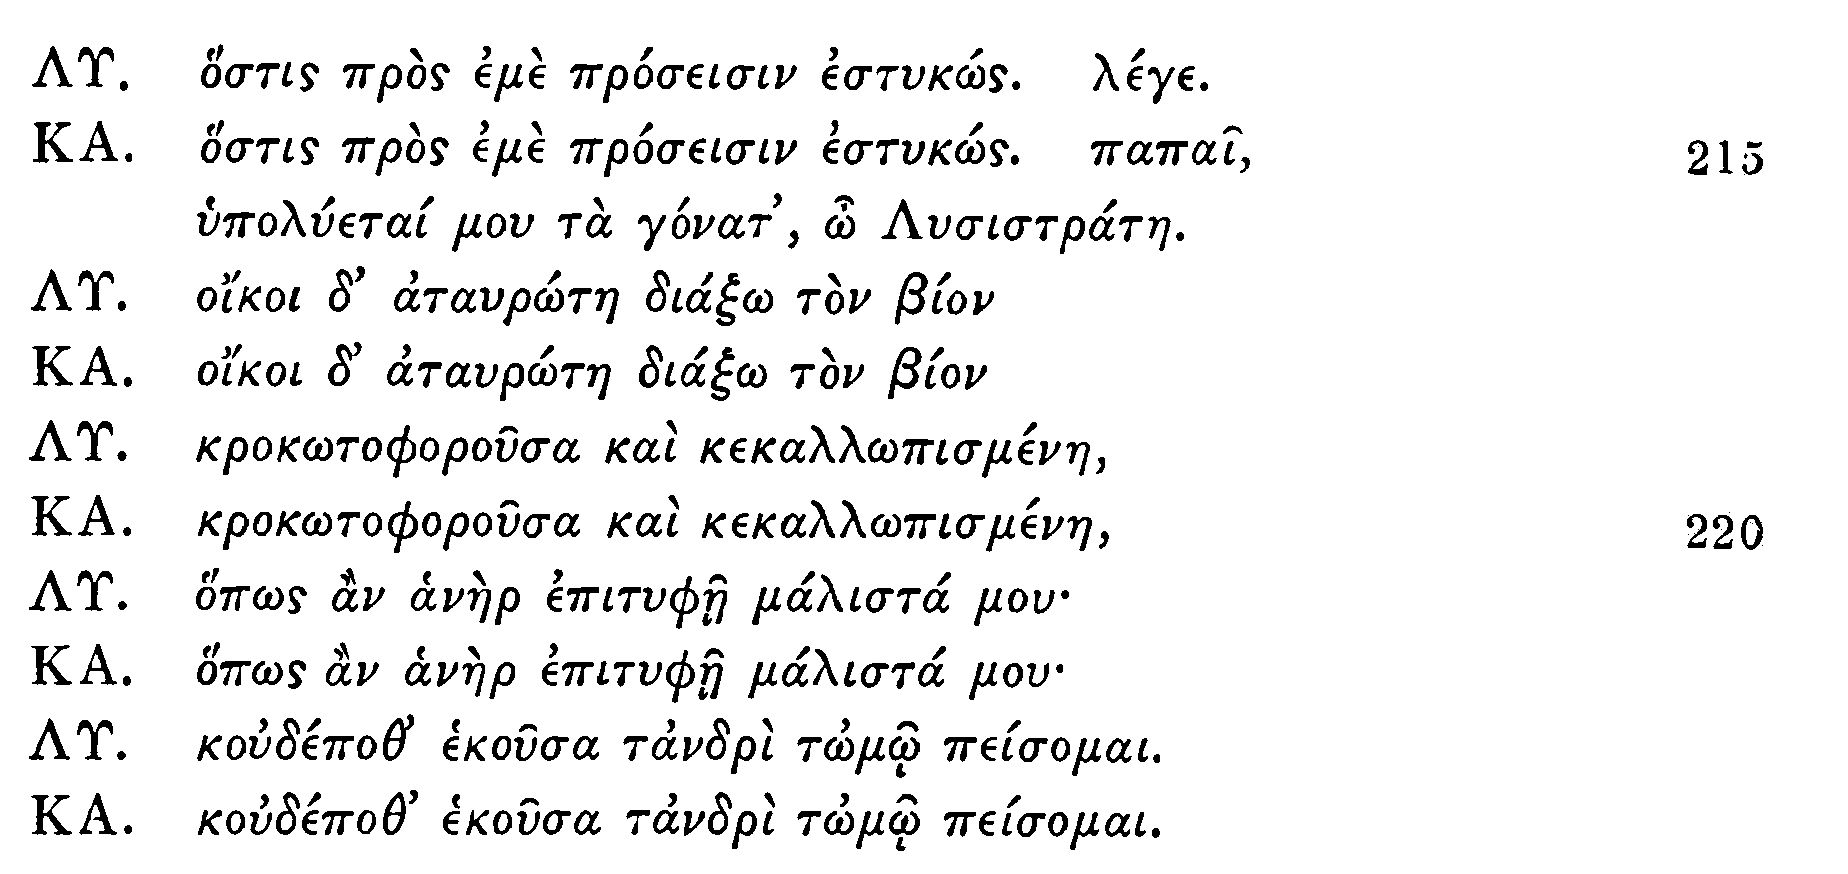 ΛΥ. ὅστις πρὸς ἐμὲ πρόσεισιν ἐστυκώς. λέγε.
ΚΑ. ὅστις πρὸς ἐμὲ πρόσεισιν ἐστυκώς. παπαῖ, 215
ὑπολύεταί μου τὰ γόνατ’, ὦ Λυσιστράτη.
ΛΥ. οἴκοι δ’ ἀταυρώτη διάξω τὸν βίον
ΚΑ. οἴκοι δ’ ἀταυρώτη διάξω τὸν βίον
ΛΥ. κροκωτοφοροῦσα καὶ κεκαλλωπισμένη,
ΚΑ. κροκωτοφοροῦσα καὶ κεκαλλωπισμένη, 220
ΛΥ. ὅπως ἂν ἁνὴρ ἐπιτυφῇ μάλιστά μου·
ΚΑ. ὅπως ἂν ἁνὴρ ἐπιτυφῇ μάλιστά μου·
ΛΥ. κοὐδέποθ’ ἑκοῦσα τἀνδρὶ τὠμῷ πείσομαι.
ΚΑ. κοὐδέποθ’ ἑκοῦσα τἀνδρὶ τὠμῷ πείσομαι.